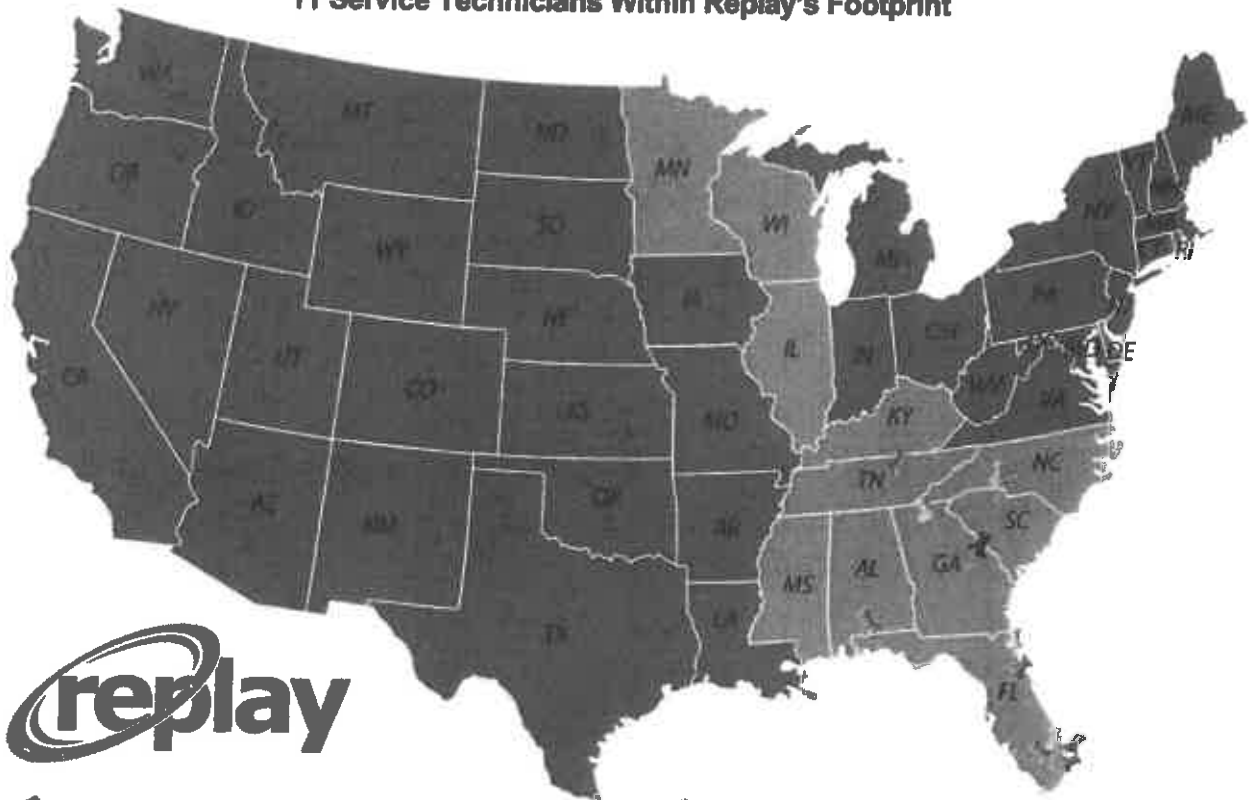 Service Technicians Within Replay's Footprint
WA
MT
ND
MN
ME
OR
ID
SD
WI
NY
WY
MI
RI
NV
NE
IA
PA
UT
IL
IN
OH
DE
CA
CO
KS
MO
KY
VA
AZ
NM
OK
AR
TN
NC
SC
MS
AL
GA
TX
LA
FL
replay